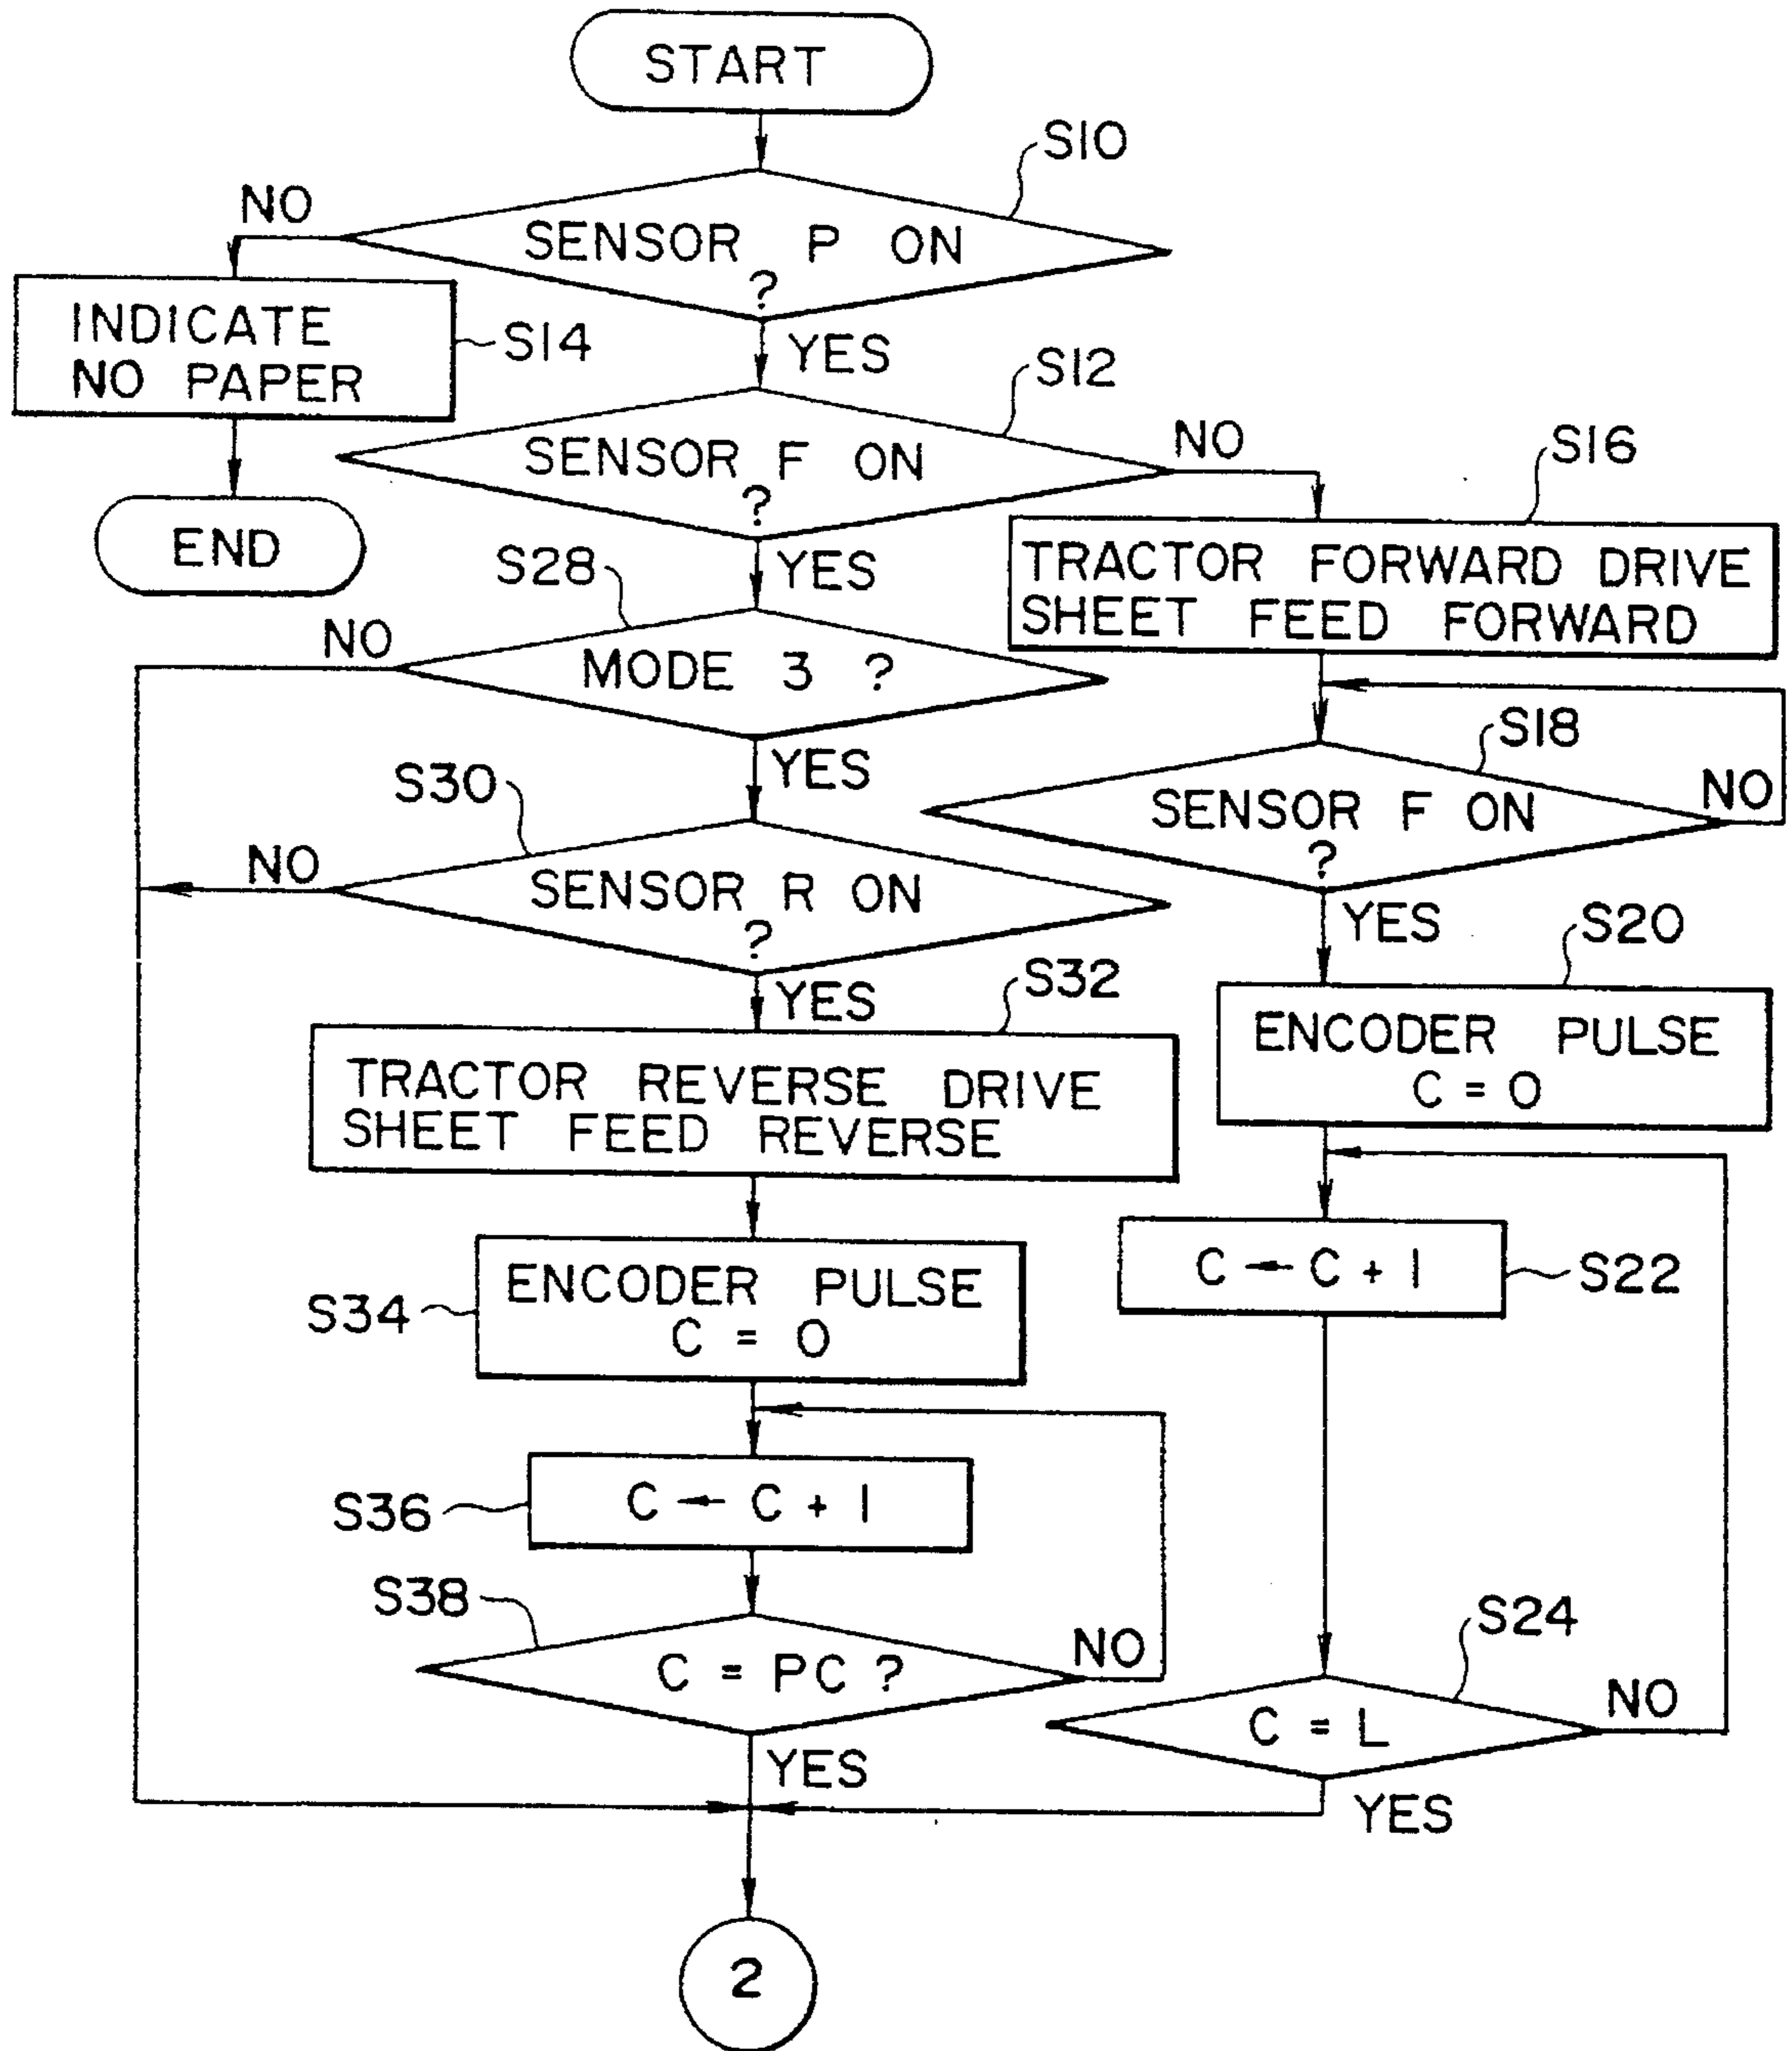 START
S10
NO
SENSOR P ON
?
INDICATE
NO PAPER
S14
YES
S12
SENSOR F ON
?
NO
S16
END
S28
YES
TRACTOR FORWARD DRIVE
SHEET FEED FORWARD
NO
MODE 3 ?
S18
YES
S30
SENSOR F ON
?
NO
NO
SENSOR R ON
?
YES
S20
YES
S32
ENCODER PULSE
C = 0
TRACTOR REVERSE DRIVE
SHEET FEED REVERSE
C ← C + 1
S22
S34
ENCODER PULSE
C = 0
S36
C ← C + 1
S38
C = PC ?
NO
S24
C = L
NO
YES
YES
2